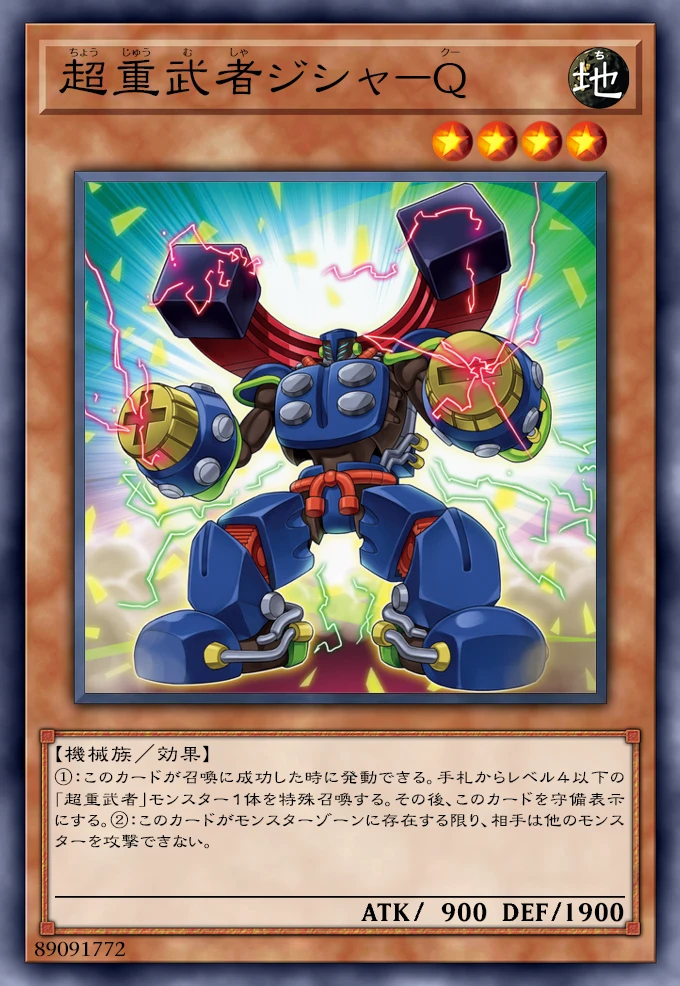 ちょう じゅう む しゃ クー
超重武者ジシャーQ
ち
地
【機械族／効果】
①：このカードが召喚に成功した時に発動できる。手札からレベル４以下の
「超重武者」モンスター１体を特殊召喚する。その後、このカードを守備表示
にする。②：このカードがモンスターゾーンに存在する限り、相手は他のモンス
ターを攻撃できない。
ATK/ 900 DEF/1900
89091772